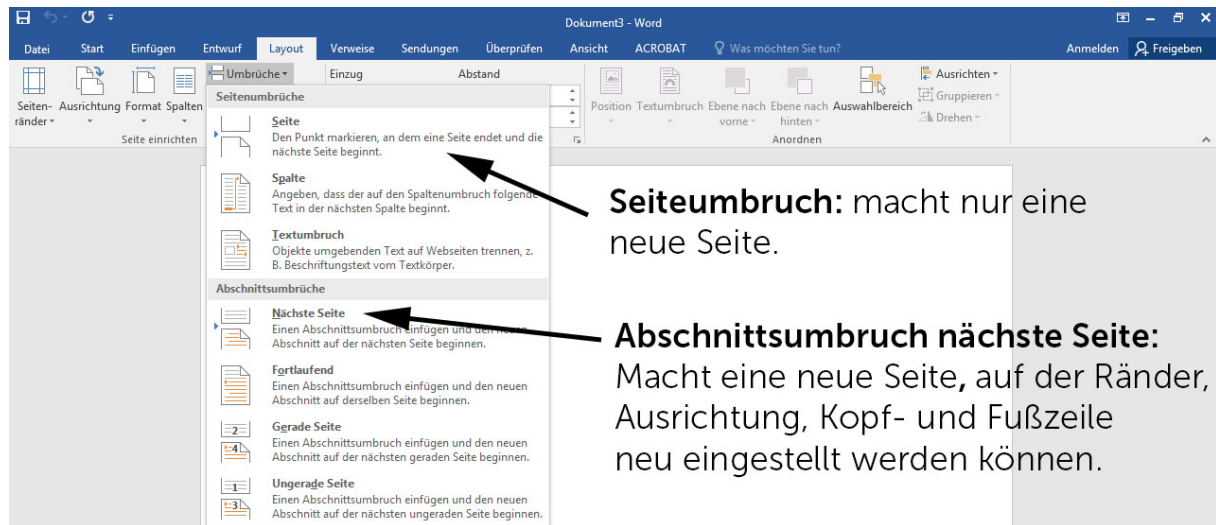 Dokument3 - Word
Datei Start Einfügen Entwurf Layout Verweise Sendungen Überprüfen Ansicht ACROBAT Was möchten Sie tun? Anmelden Freigeben
Umbrüche Einzug Abstand
Seiten-
ränder
Ausrichtung Format Spalten
Seite einrichten
Position Textumbruch
Ebene nach
vorne
Ebene nach
hinten
Auswahlbereich
Ausrichten
Gruppieren
Drehen
Anordnen
Seitenumbrüche
Seite
Den Punkt markieren, an dem eine Seite endet und die
nächste Seite beginnt.
Spalte
Angeben, dass der auf den Spaltenumbruch folgende
Text in der nächsten Spalte beginnt.
Textumbruch
Objekte umgebenden Text auf Webseiten trennen, z.
B. Beschriftungstext vom Textkörper.
Abschnittsumbrüche
Nächste Seite
Einen Abschnittsumbruch einfügen und den neuen
Abschnitt auf der nächsten Seite beginnen.
Fortlaufend
Einen Abschnittsumbruch einfügen und den neuen
Abschnitt auf derselben Seite beginnen.
2
4
Gerade Seite
Einen Abschnittsumbruch einfügen und den neuen
Abschnitt auf der nächsten geraden Seite beginnen.
1
3
Ungerade Seite
Einen Abschnittsumbruch einfügen und den neuen
Abschnitt auf der nächsten ungeraden Seite beginnen.
Seiteumbruch: macht nur eine
neue Seite.
Abschnittsumbruch nächste Seite:
Macht eine neue Seite, auf der Ränder,
Ausrichtung, Kopf- und Fußzeile
neu eingestellt werden können.